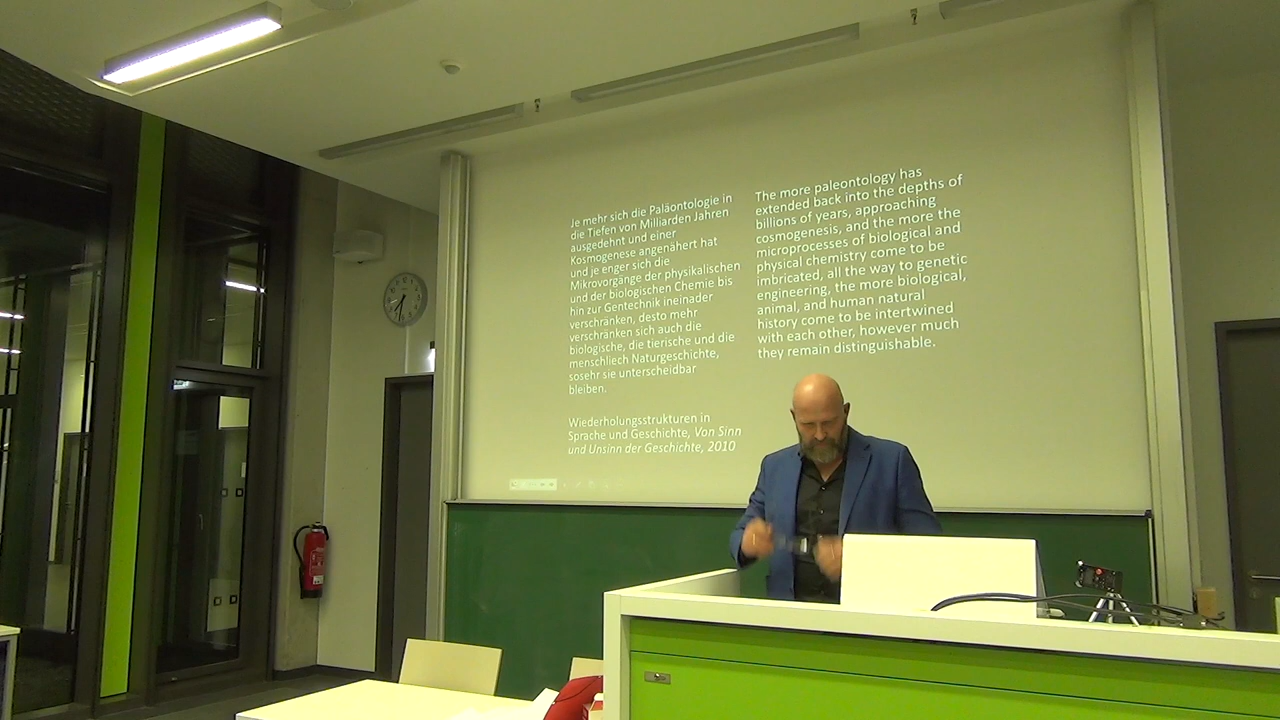 Je mehr sich die Paläontologie in
die Tiefen von Milliarden Jahren
ausgedehnt und einer
Kosmogenese angenähert hat
und je enger sich die
Mikrovorgänge der physikalischen
und der biologischen Chemie bis
hin zur Gentechnik ineinader
verschränken, desto mehr
verschränken sich auch die
biologische, die tierische und die
menschliech Naturgeschichte,
sosehr sie unterscheidbar
bleiben.
Wiederholungsstrukturen in
Sprache und Geschichte, Von Sinn
und Unsinn der Geschichte, 2010
The more paleontology has
extended back into the depths of
billions of years, approaching
cosmogenesis, and the more the
microprocesses of biological and
physical chemistry come to be
imbricated, all the way to genetic
engineering, the more biological,
animal, and human natural
history come to be intertwined
with each other, however much
they remain distinguishable.